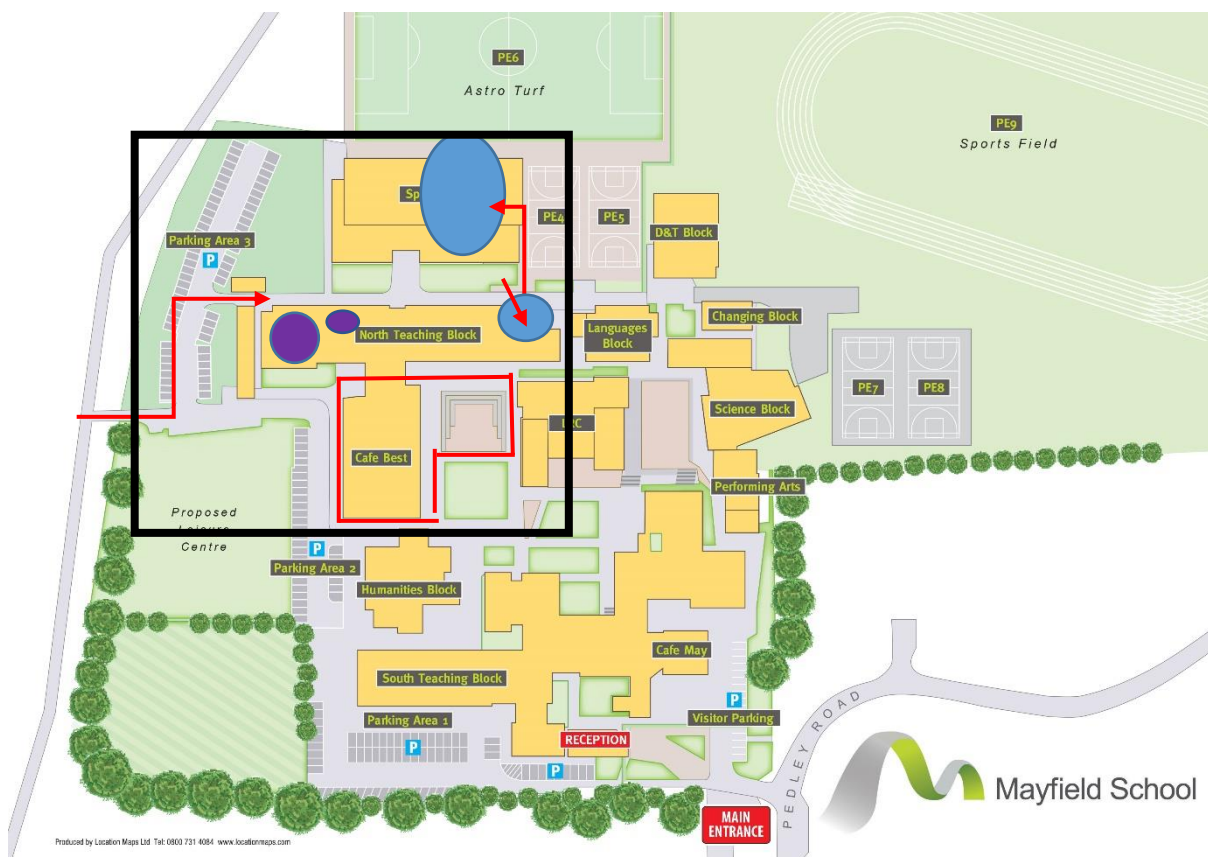 PE6
Astro Turf
PE9
Sports Field
Sp
PE4
PE5
D&T Block
Parking Area 3
P
Changing Block
North Teaching Block
Languages
Block
PE7
PE8
Science Block
Cafe Best
Performing Arts
Proposed
Leisure
Centre
P
Parking Area 2
Humanities Block
Cafe May
South Teaching Block
P
Visitor Parking
Parking Area 1
P
RECEPTION
P
PEDLEY ROAD
Mayfield School
MAIN
ENTRANCE
Produced by Location Maps Ltd Tel: 0800 731 4084 www.locationmaps.com